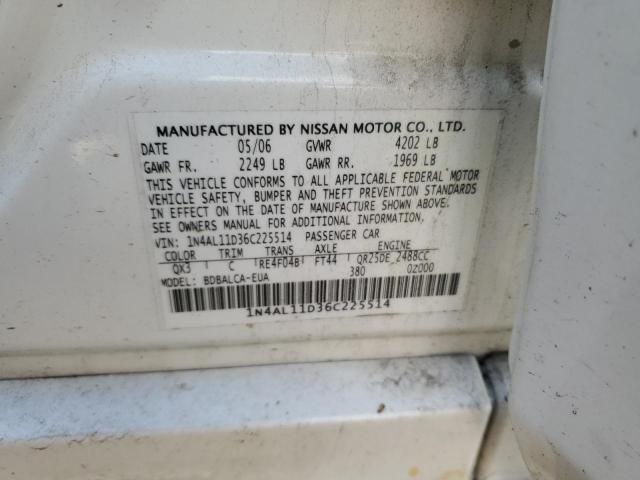 MANUFACTURED BY NISSAN MOTOR CO., LTD.
DATE 05/06 GVWR 4202 LB
GAWR FR. 2249 LB GAWR RR. 1969 LB
THIS VEHICLE CONFORMS TO ALL APPLICABLE FEDERAL MOTOR
VEHICLE SAFETY, BUMPER AND THEFT PREVENTION STANDARDS
IN EFFECT ON THE DATE OF MANUFACTURE SHOWN ABOVE.
SEE OWNERS MANUAL FOR ADDITIONAL INFORMATION.
VIN: 1N4AL11D36C225514 PASSENGER CAR
COLOR TRIM TRANS AXLE ENGINE
QX3 C RE4F04B FT44 QR25DE 2488CC
MODEL: BDBALCA-EUA 380 0Z000
1N4AL11D36C225514